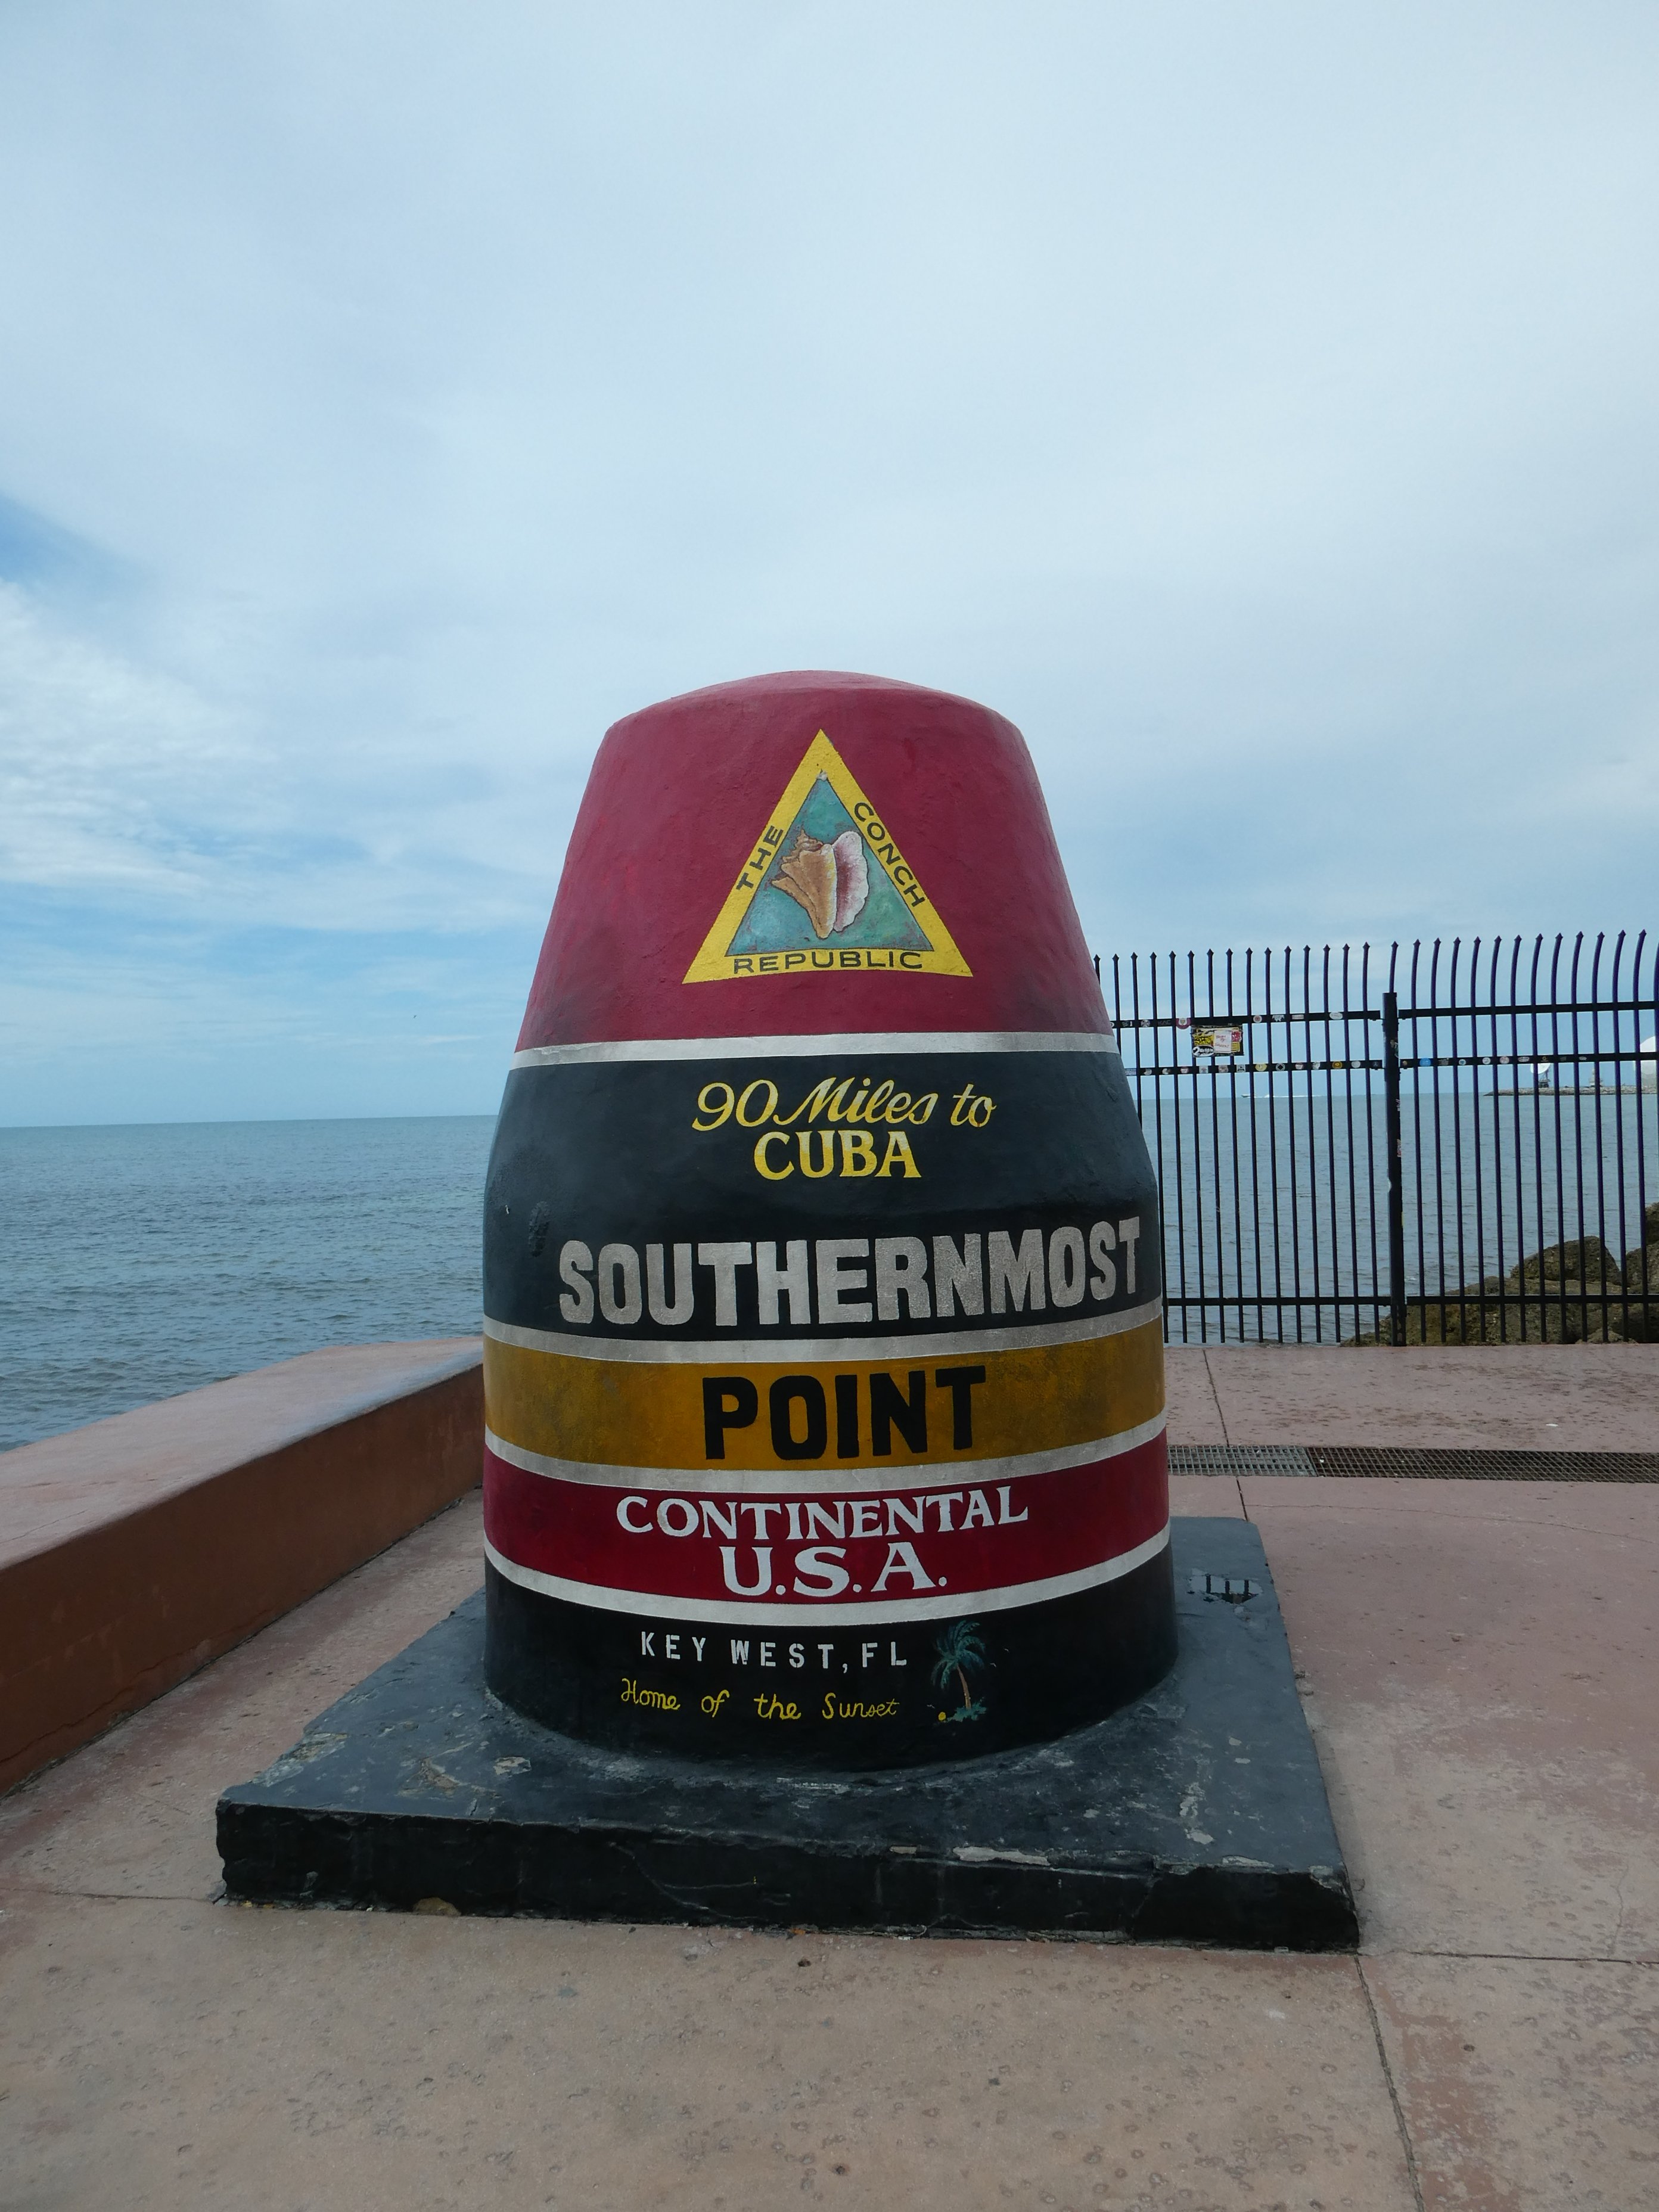 THE CONCH
REPUBLIC
90 Miles to
CUBA
SOUTHERNMOST
POINT
CONTINENTAL
U.S.A.
KEY WEST, FL
Home of the Sunset